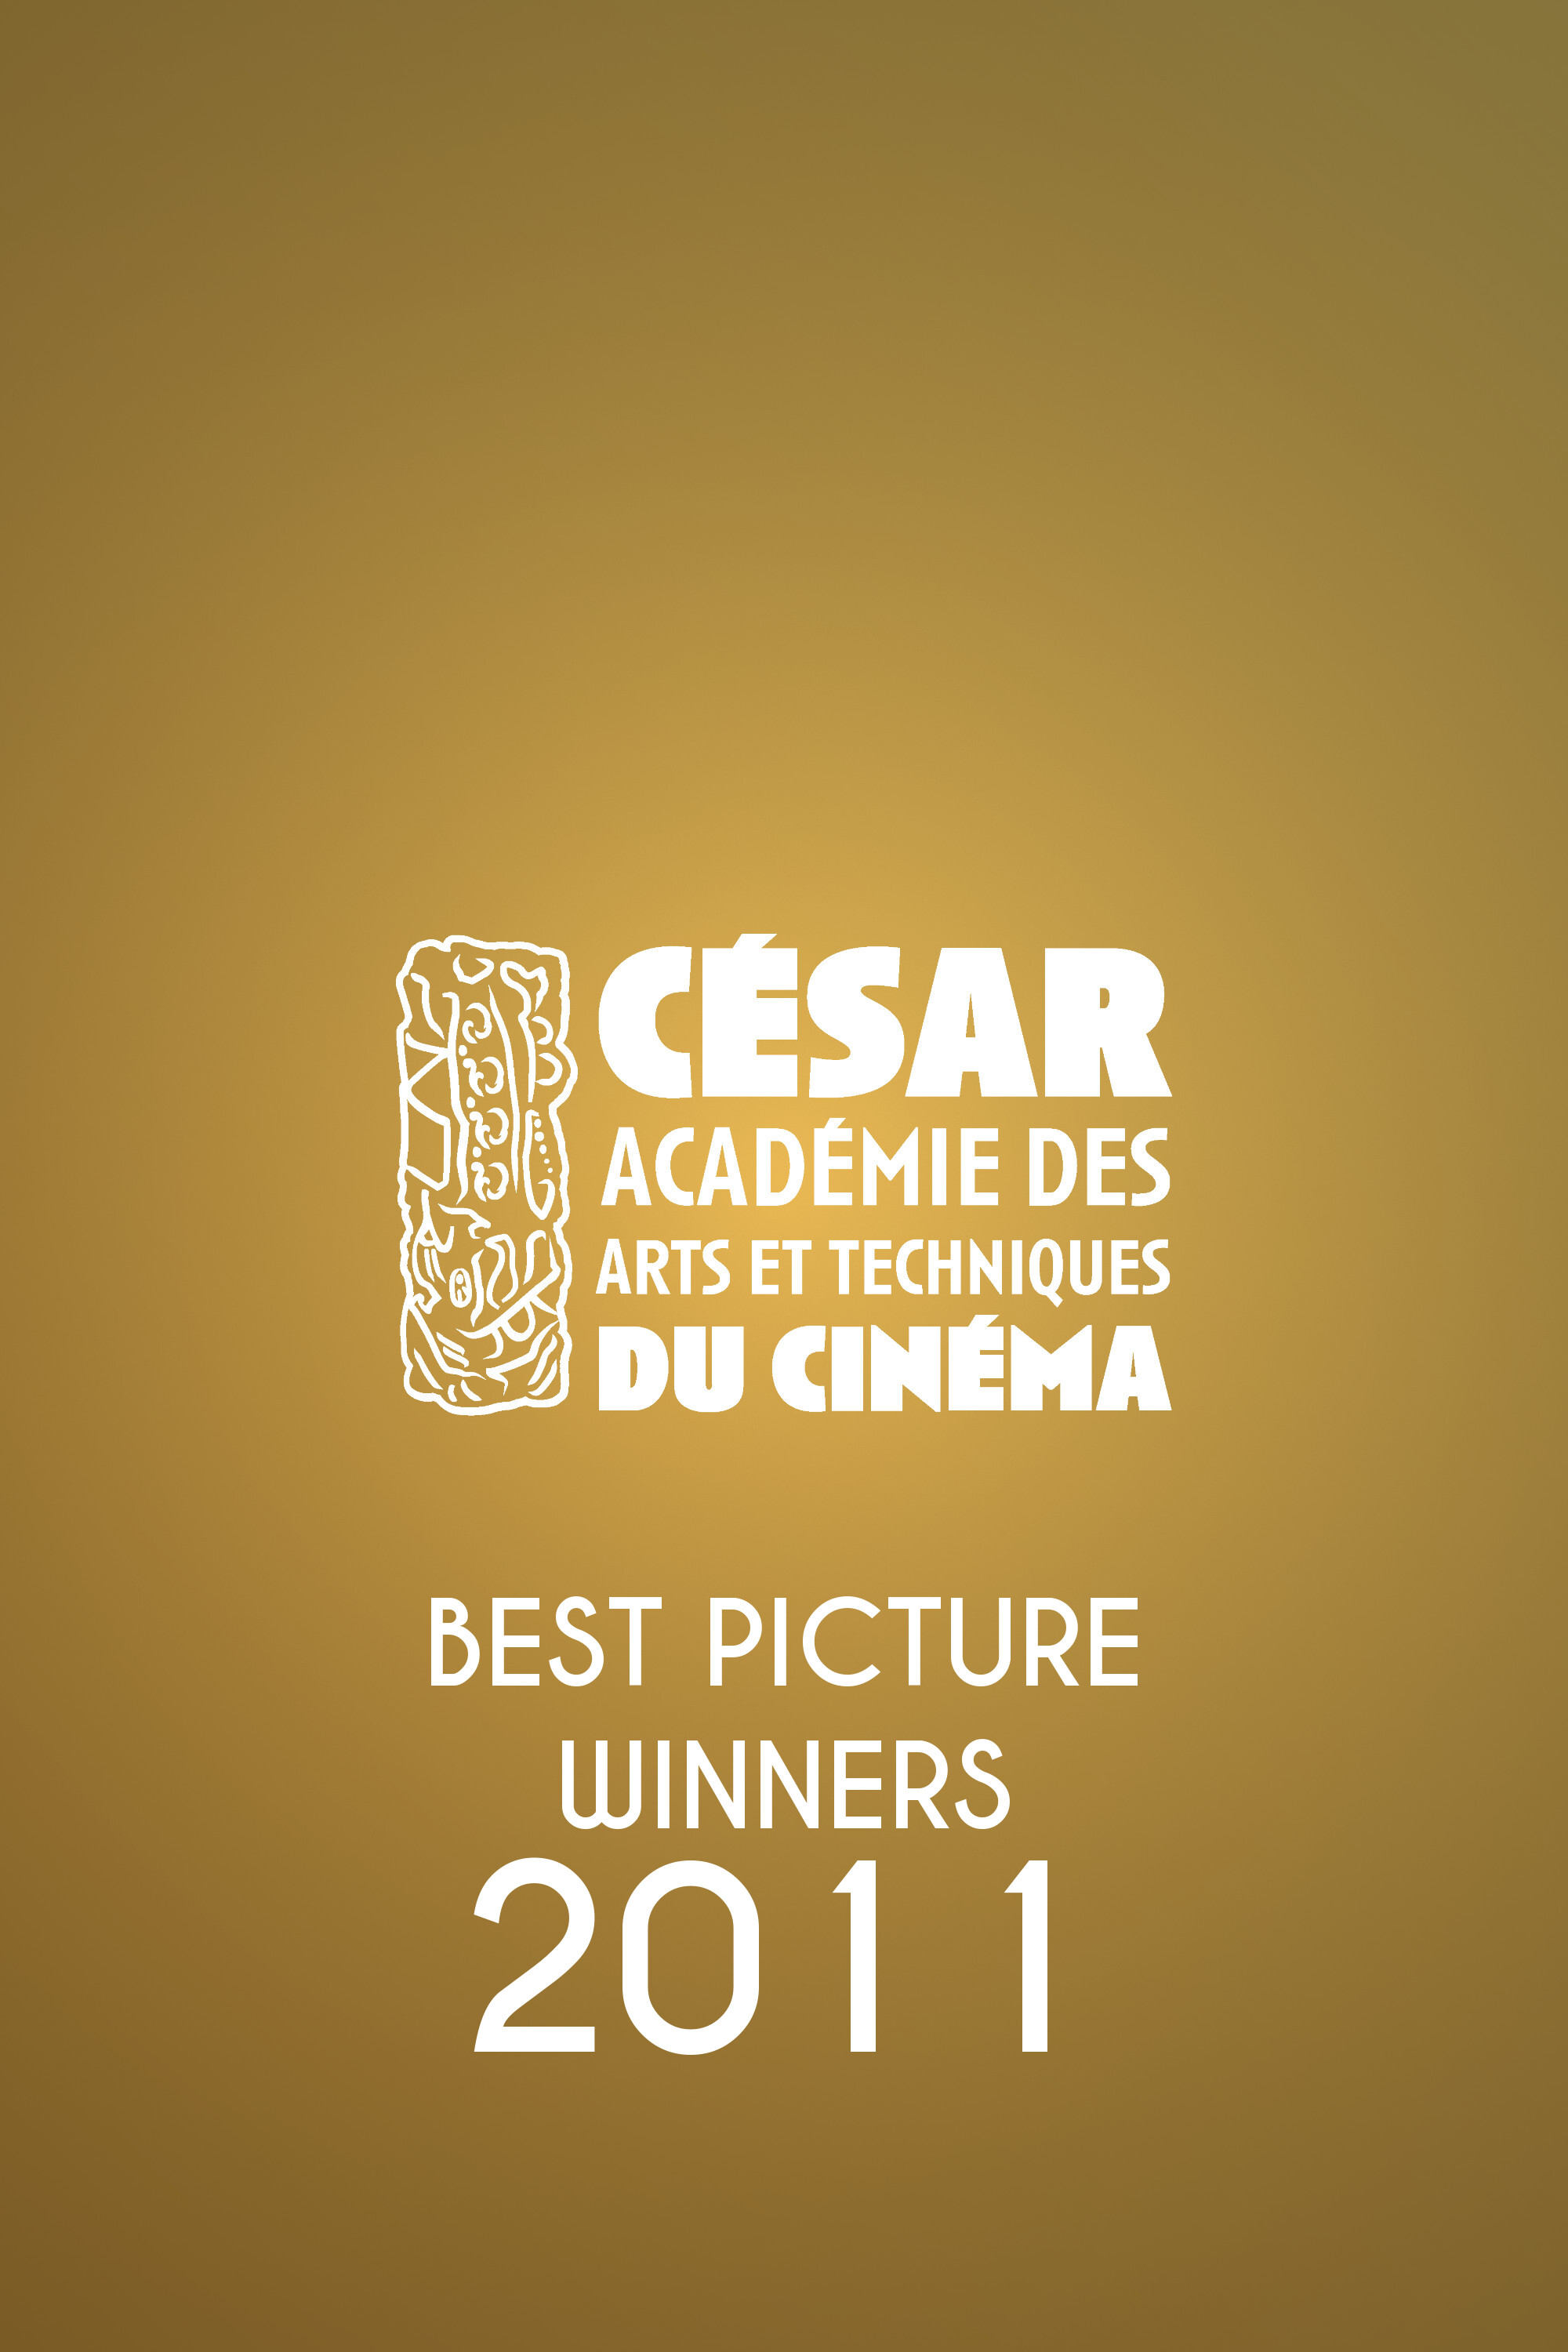 CÉSAR
ACADÉMIE DES
ARTS ET TECHNIQUES
DU CINÉMA
BEST PICTURE
WINNERS
2011